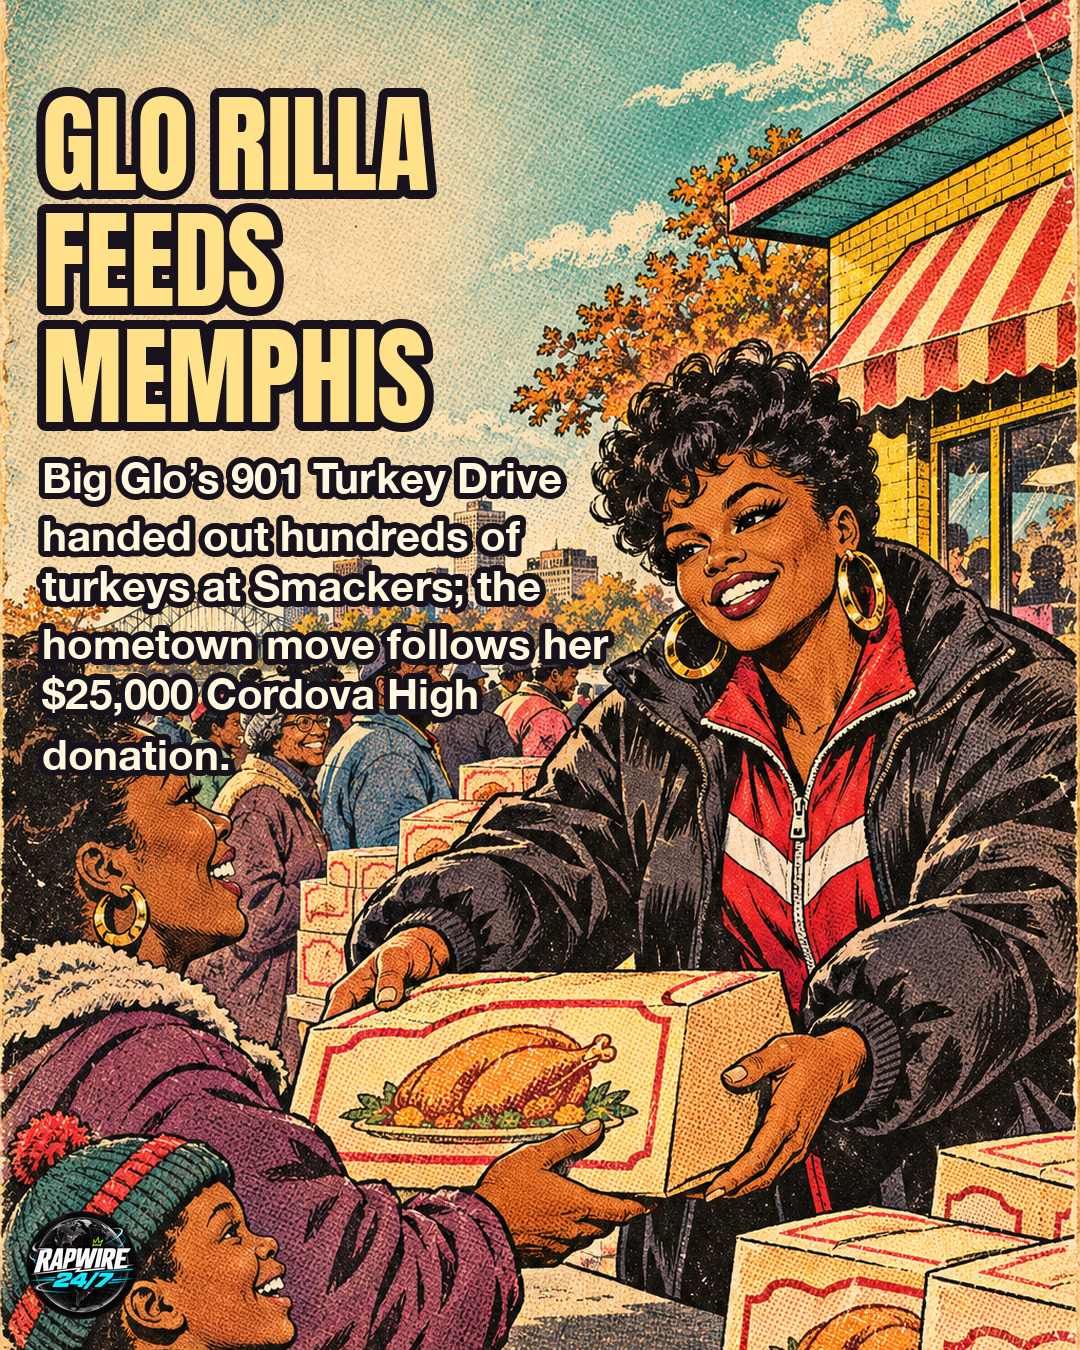 GLO RILLA
FEEDS
MEMPHIS
Big Glo’s 901 Turkey Drive
handed out hundreds of
turkeys at Smackers; the
hometown move follows her
$25,000 Cordova High
donation.
RAPWIRE
24/7